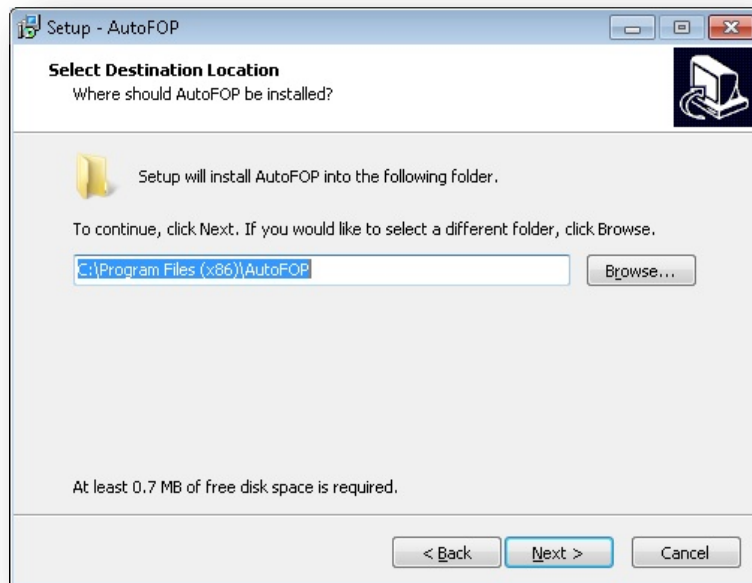 Setup - AutoFOP
Select Destination Location
Where should AutoFOP be installed?
Setup will install AutoFOP into the following folder.
To continue, click Next. If you would like to select a different folder, click Browse.
C:\Program Files (x86)\AutoFOP
Browse...
At least 0.7 MB of free disk space is required.
< Back
Next >
Cancel